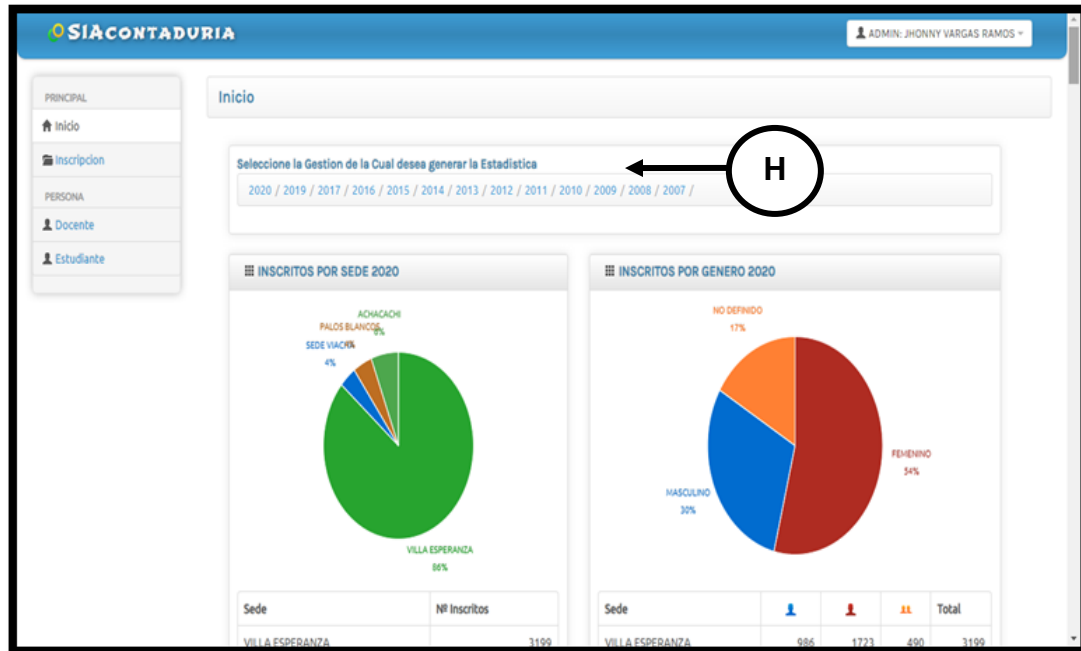 SIACONTADURIA
ADMIN: JHONNY VARGAS RAMOS
PRINCIPAL
Inicio
Inscripcion
PERSONA
Docente
Estudiante
Inicio
Seleccione la Gestion de la Cual desea generar la Estadistica
H
2020 / 2019 / 2017 / 2016 / 2015 / 2014 / 2013 / 2012 / 2011 / 2010 / 2009 / 2008 / 2007 /
INSCRITOS POR SEDE 2020
ACHACACHI
PALOS BLANCOS
SEDE VIACHA
4%
VILLA ESPERANZA
86%
Sede Nº Inscritos
VILLA ESPERANZA 3199
INSCRITOS POR GENERO 2020
NO DEFINIDO
17%
FEMENINO
54%
MASCULINO
30%
Sede Total
VILLA ESPERANZA 986 1723 490 3199